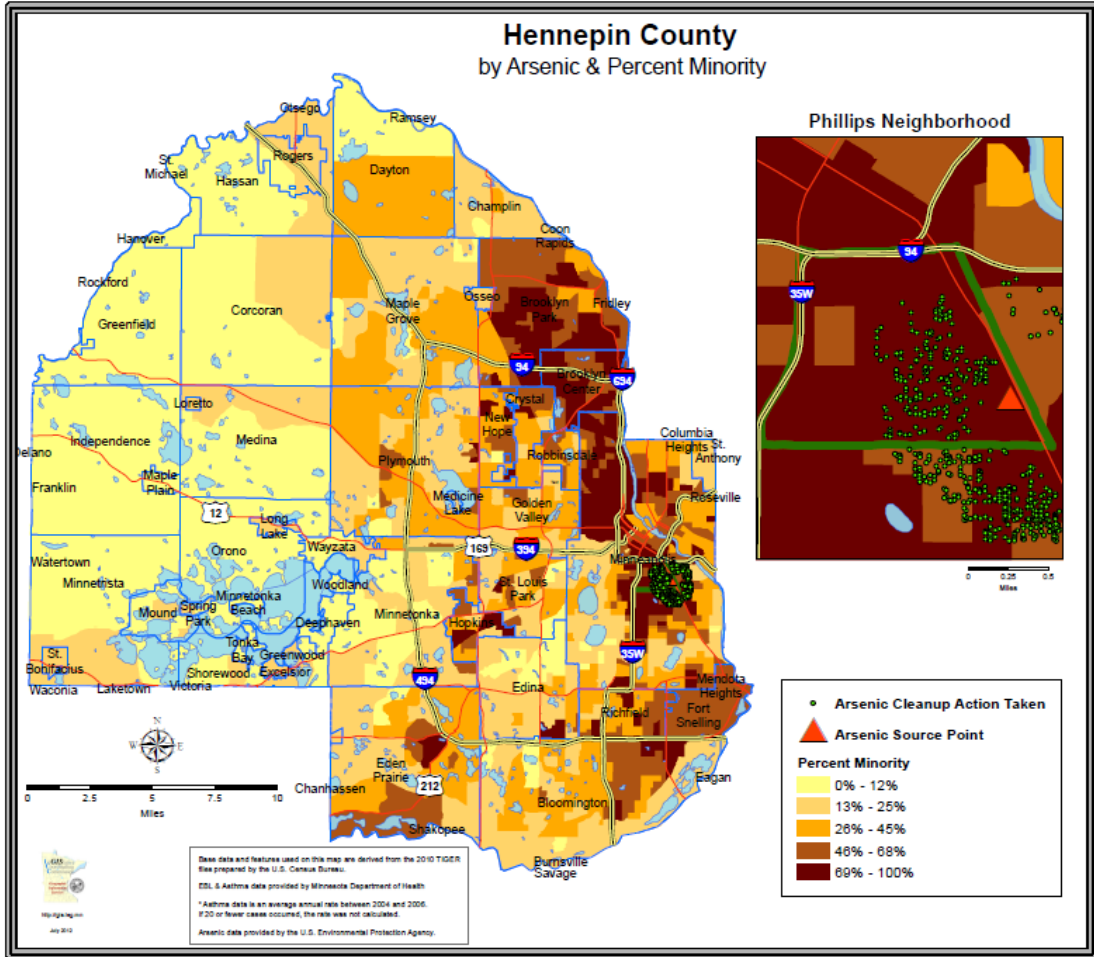 Hennepin County
by Arsenic & Percent Minority
Phillips Neighborhood
Otsego
Ramsey
St.
Michael
Rogers
Hassan
Dayton
Champlin
Hanover
Coon
Rapids
Rockford
Greenfield
Corcoran
Maple
Grove
Osseo
Brooklyn
Park
Fridley
94
694
Brooklyn
Center
Crystal
New
Hope
Loretto
Independence
Medina
Delano
Plymouth
Robbinsdale
Columbia
Heights
St.
Anthony
Maple
Plain
Franklin
12
Medicine
Lake
Golden
Valley
Roseville
Long
Lake
Orono
Wayzata
169
394
Minneapolis
Watertown
Minnetrista
Woodland
St. Louis
Park
Mound
Spring
Park
Minnetonka
Beach
Minnetonka
Hopkins
Deephaven
Tonka
Bay
Greenwood
St.
Bonifacius
Shorewood
Excelsior
Waconia
Laketown
Victoria
494
35W
Edina
Mendota
Heights
Richfield
Fort
Snelling
Eden
Prairie
212
Chanhassen
Eagan
Bloomington
Shakopee
Burnsville
Savage
94
35W
0 0.25 0.5
Miles
N
W E
S
0 2.5 5 10
Miles
Arsenic Cleanup Action Taken
Arsenic Source Point
Percent Minority
0% - 12%
13% - 25%
26% - 45%
46% - 68%
69% - 100%
Base data and features used on this map are derived from the 2010 TIGER
files prepared by the U.S. Census Bureau.
EBL & Asthma data provided by Minnesota Department of Health
* Asthma data is an average annual rate between 2004 and 2006.
If 20 or fewer cases occurred, the rate was not calculated.
Arsenic data provided by the U.S. Environmental Protection Agency.
GIS
July 2012